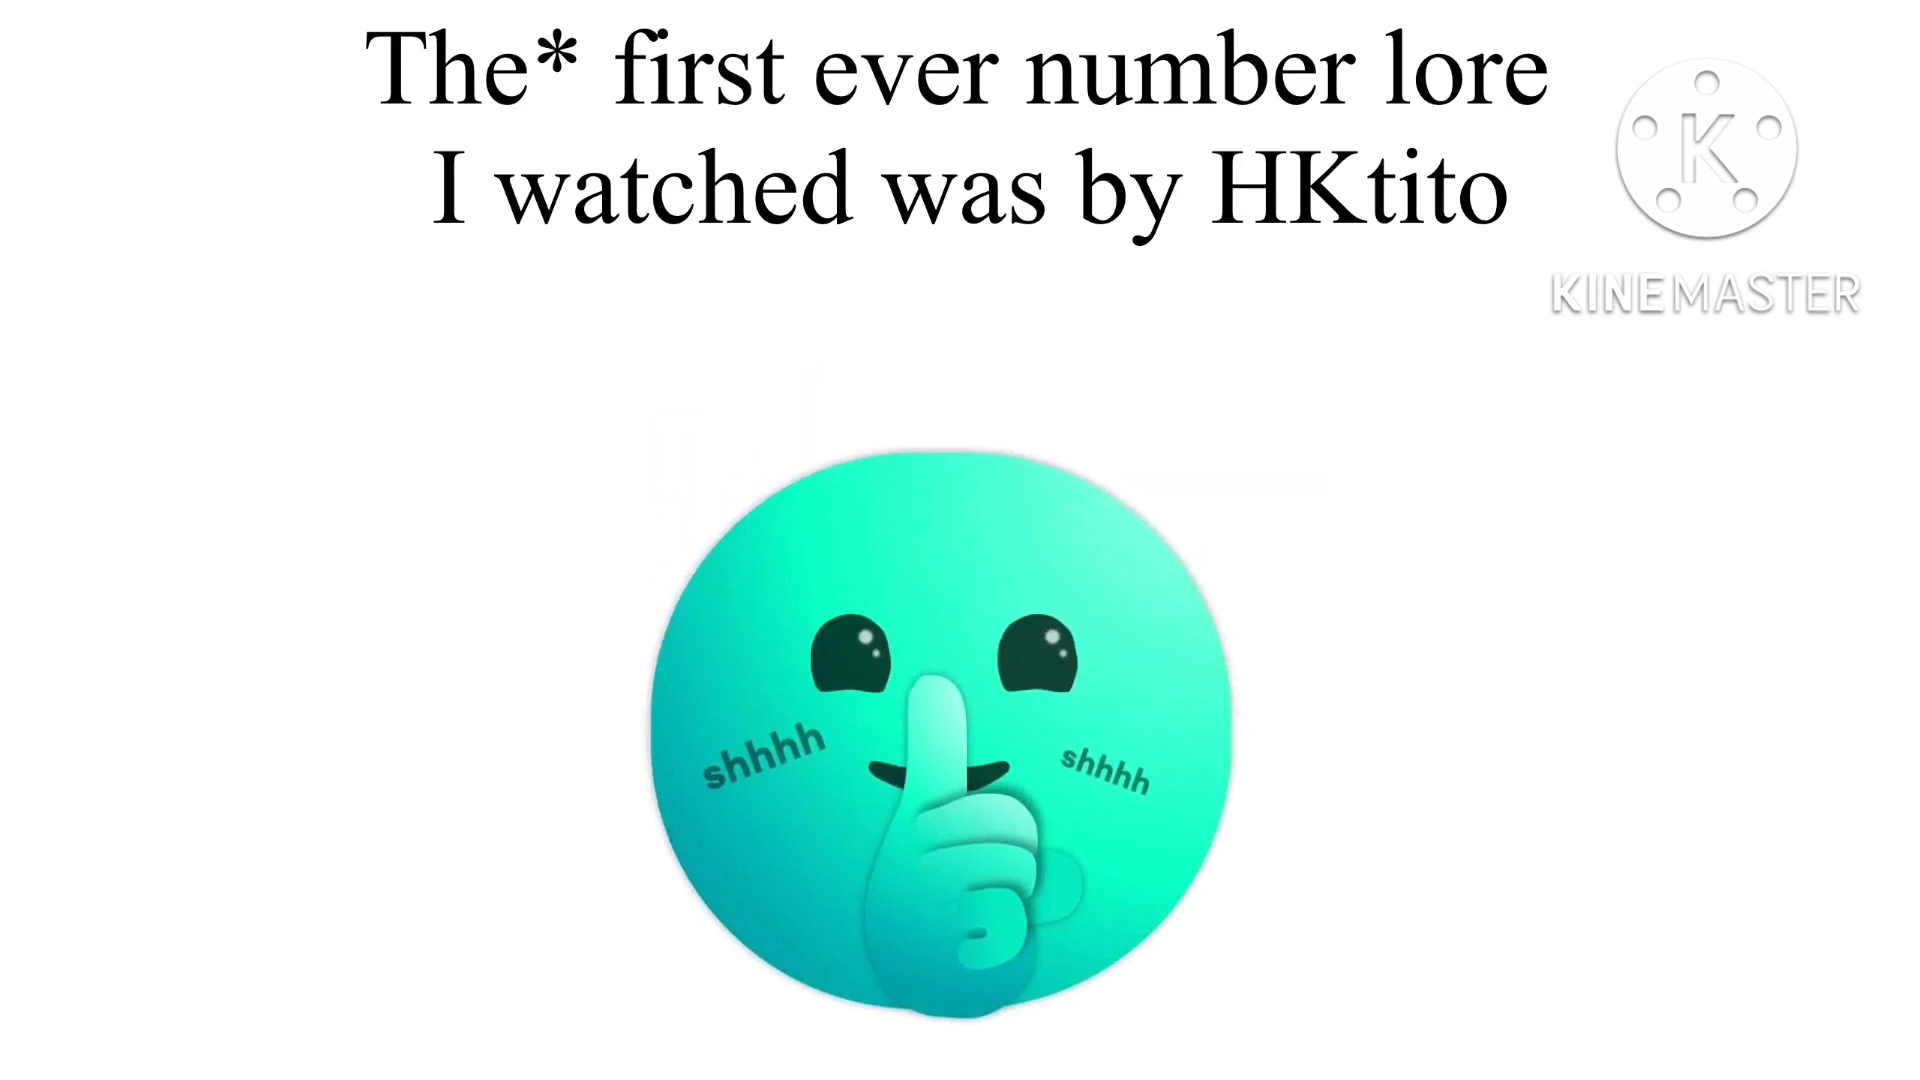 The* first ever number lore
I watched was by HKtito
K
KINEMASTER
shhhh
shhhh